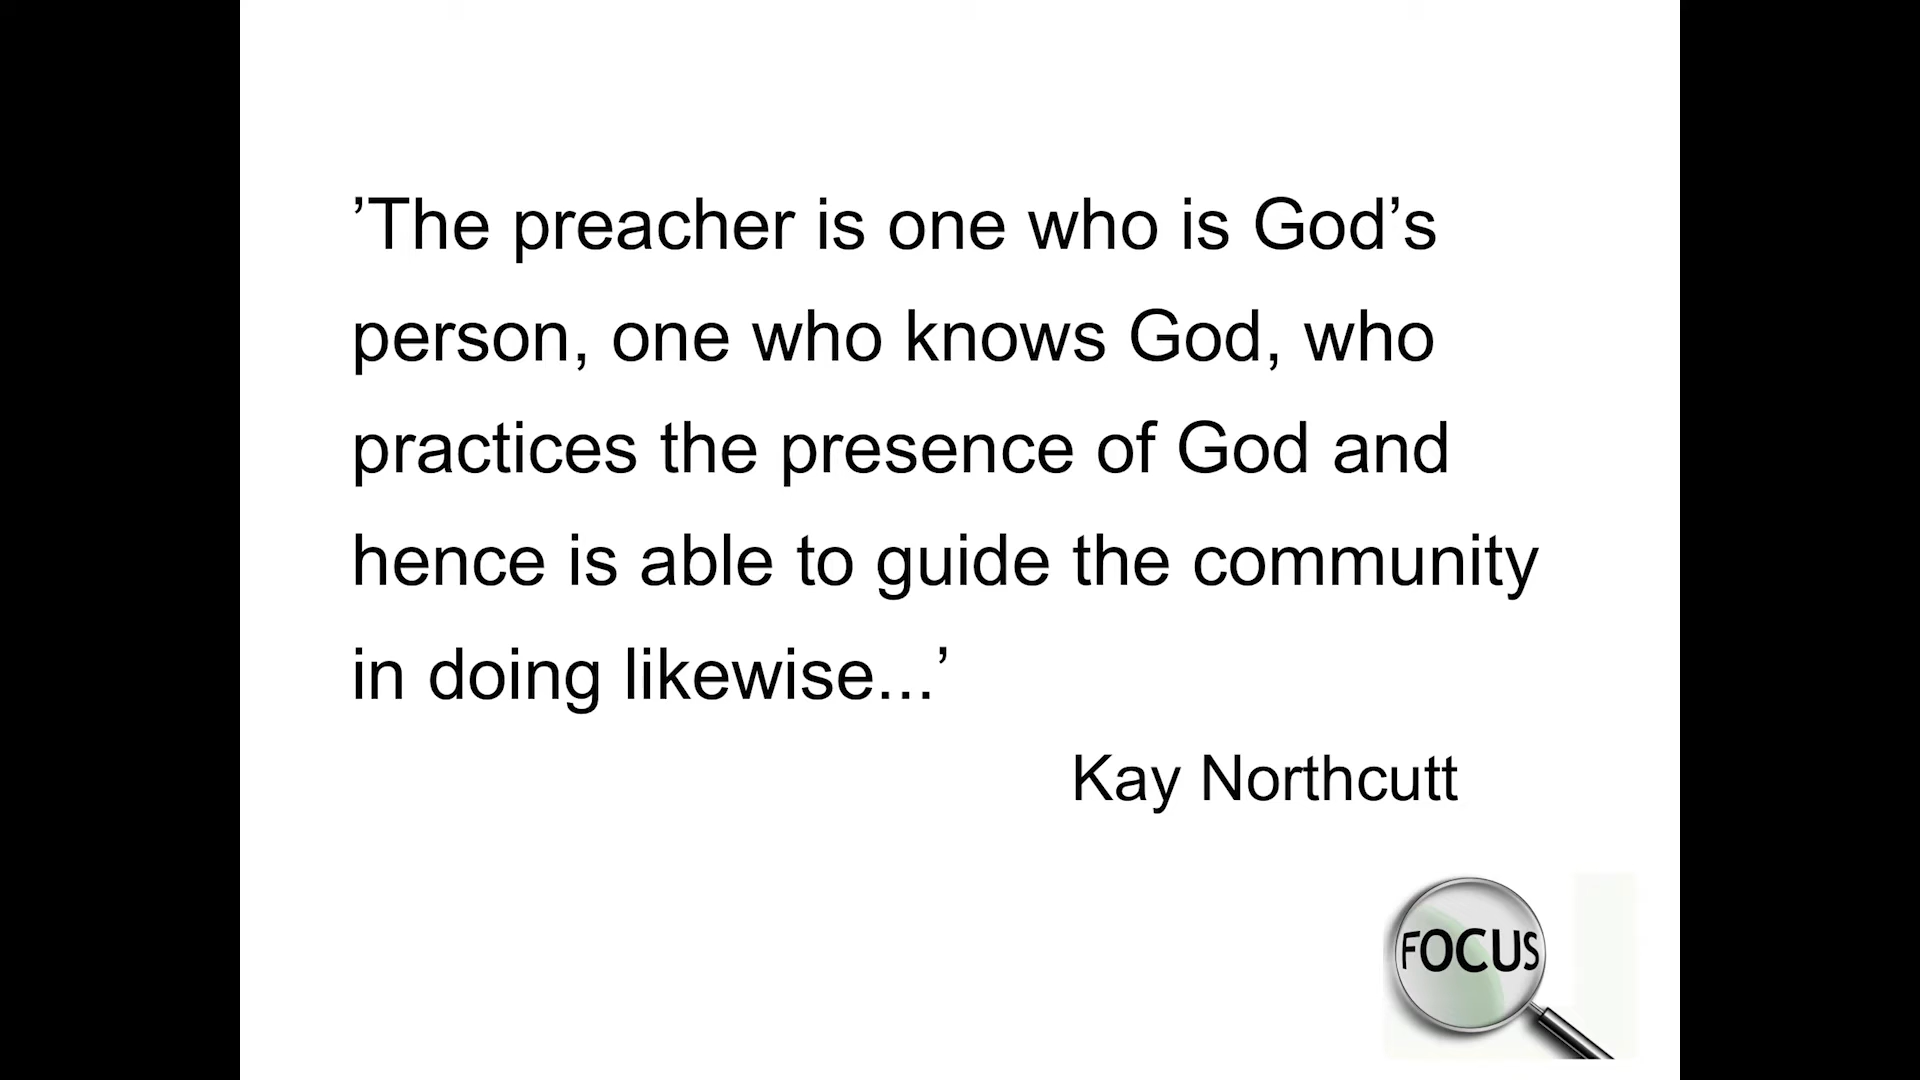 ’The preacher is one who is God’s
person, one who knows God, who
practices the presence of God and
hence is able to guide the community
in doing likewise...’
Kay Northcutt
FOCUS